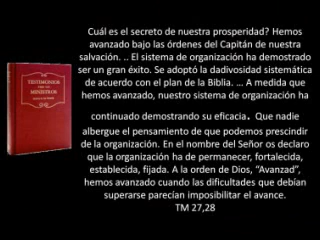 Cuál es el secreto de nuestra prosperidad? Hemos
avanzado bajo las órdenes del Capitán de nuestra
salvación. .. El sistema de organización ha demostrado
ser un gran éxito. Se adoptó la dadivosidad sistemática
de acuerdo con el plan de la Biblia. ... A medida que
hemos avanzado, nuestro sistema de organización ha
continuado demostrando su eficacia. Que nadie
albergue el pensamiento de que podemos prescindir
de la organización. En el nombre del Señor os declaro
que la organización ha de permanecer, fortalecida,
establecida, fijada. A la orden de Dios, “Avanzad”,
hemos avanzado cuando las dificultades que debían
superarse parecían imposibilitar el avance.
TM 27,28
TESTIMONIOS
PARA LOS
MINISTROS